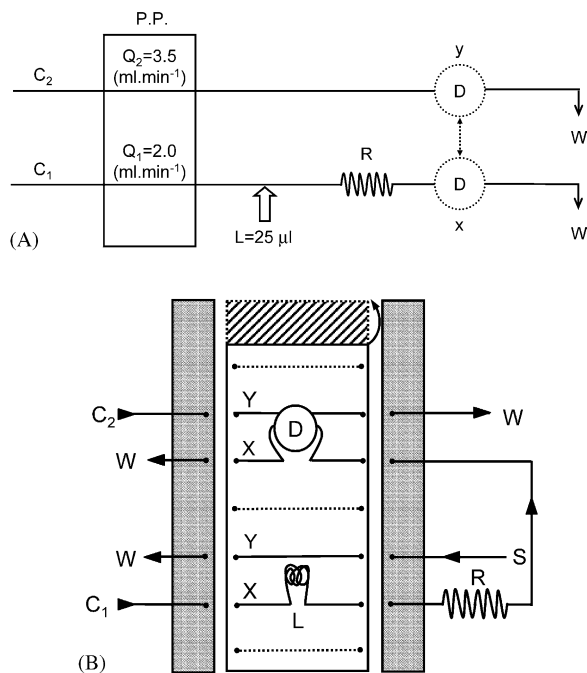 P.P.
Q₂=3.5
(ml.min⁻¹)
C₂
y
D
W
Q₁=2.0
(ml.min⁻¹)
C₁
R
D
W
x
L=25 µl
(A)
C₂
Y
D
W
W
X
W
Y
S
C₁
X
L
R
(B)